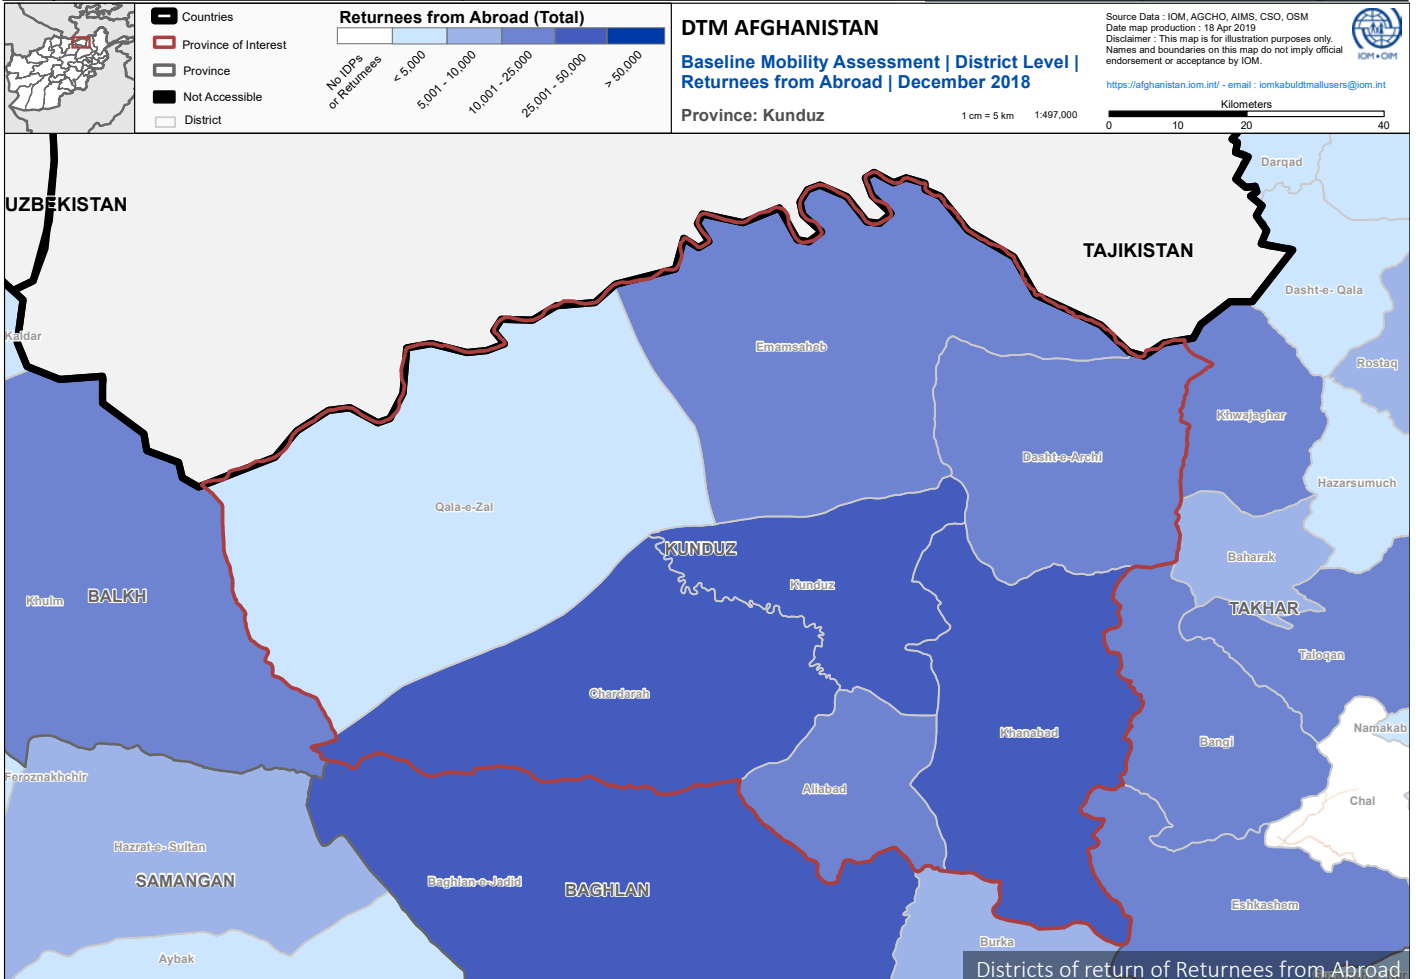 Countries
Province of Interest
Province
Not Accessible
District
Returnees from Abroad (Total)
No IDPs
or Returnees
< 5,000
5,001 - 10,000
10,001 - 25,000
25,001 - 50,000
> 50,000
DTM AFGHANISTAN
Baseline Mobility Assessment | District Level |
Returnees from Abroad | December 2018
Province: Kunduz
1 cm = 5 km
1:497,000
Source Data : IOM, AGCHO, AIMS, CSO, OSM
Date map production : 18 Apr 2019
Disclaimer : This map is for illustration purposes only.
Names and boundaries on this map do not imply official
endorsement or acceptance by IOM.
https://afghanistan.iom.int/ - email : iomkabuldtmallusers@iom.int
IOM • OIM
Kilometers
0 10 20 40
Darqad
UZBEKISTAN
TAJIKISTAN
Dasht-e- Qala
Kaldar
Emamsaheb
Rostaq
Khwajaghar
Dasht-e-Archi
Hazarsumuch
Qala-e-Zal
KUNDUZ
Baharak
Kunduz
Khulm
BALKH
TAKHAR
Taloqan
Chardarah
Khanabad
Namakab
Bangi
Feroznakhchir
Aliabad
Chal
Hazrat-e- Sultan
SAMANGAN
Baghlan-e-Jadid
BAGHLAN
Eshkashem
Burka
Aybak
Districts of return of Returnees from Abroad